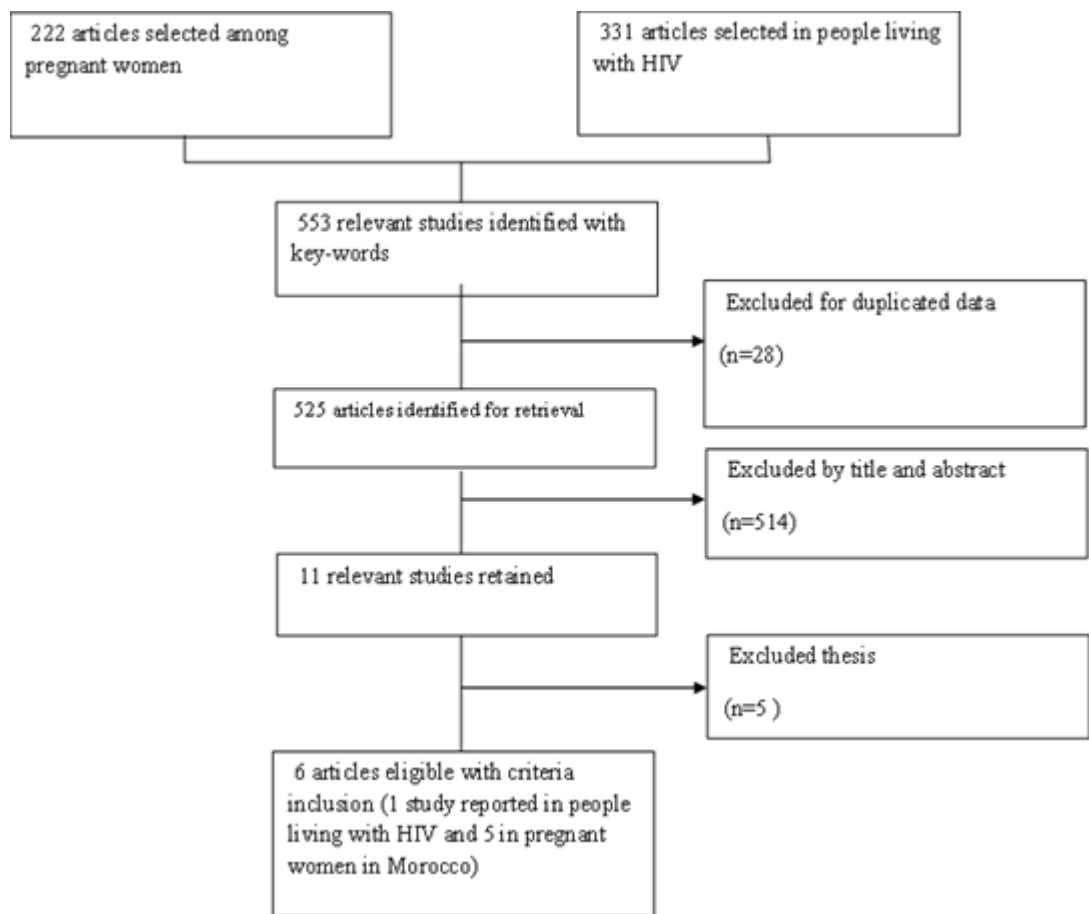 222 articles selected among
pregnant women
331 articles selected in people living
with HIV
553 relevant studies identified with
key-words
Excluded for duplicated data
(n=28)
525 articles identified for retrieval
Excluded by title and abstract
(n=514)
11 relevant studies retained
Excluded thesis
(n=5 )
6 articles eligible with criteria
inclusion (1 study reported in people
living with HIV and 5 in pregnant
women in Morocco)